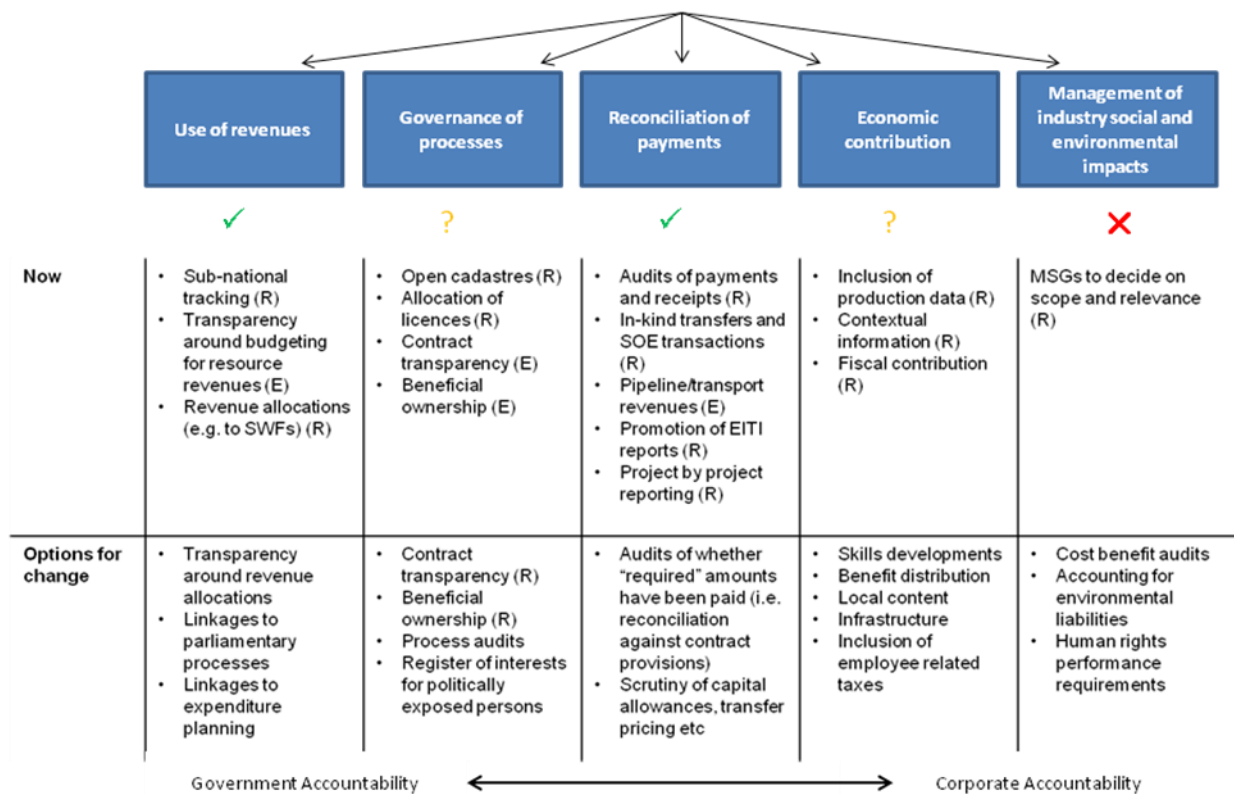 Use of revenues
Governance of
processes
Reconciliation of
payments
Economic
contribution
Management of
industry social and
environmental
impacts
✓
?
✓
?
✗
Now
• Sub-national
tracking (R)
• Transparency
around budgeting
for resource
revenues (E)
• Revenue allocations
(e.g. to SWFs) (R)
• Open cadastres (R)
• Allocation of
licences (R)
• Contract
transparency (E)
• Beneficial
ownership (E)
• Audits of payments
and receipts (R)
• In-kind transfers and
SOE transactions
(R)
• Pipeline/transport
revenues (E)
• Promotion of EITI
reports (R)
• Project by project
reporting (R)
• Inclusion of
production data (R)
• Contextual
information (R)
• Fiscal contribution
(R)
MSGs to decide on
scope and relevance
(R)
Options for
change
• Transparency
around revenue
allocations
• Linkages to
parliamentary
processes
• Linkages to
expenditure
planning
• Contract
transparency (R)
• Beneficial
ownership (R)
• Process audits
• Register of interests
for politically
exposed persons
• Audits of whether
“required” amounts
have been paid (i.e.
reconciliation
against contract
provisions)
• Scrutiny of capital
allowances, transfer
pricing etc
• Skills developments
• Benefit distribution
• Local content
• Infrastructure
• Inclusion of
employee related
taxes
• Cost benefit audits
• Accounting for
environmental
liabilities
• Human rights
performance
requirements
Government Accountability
Corporate Accountability